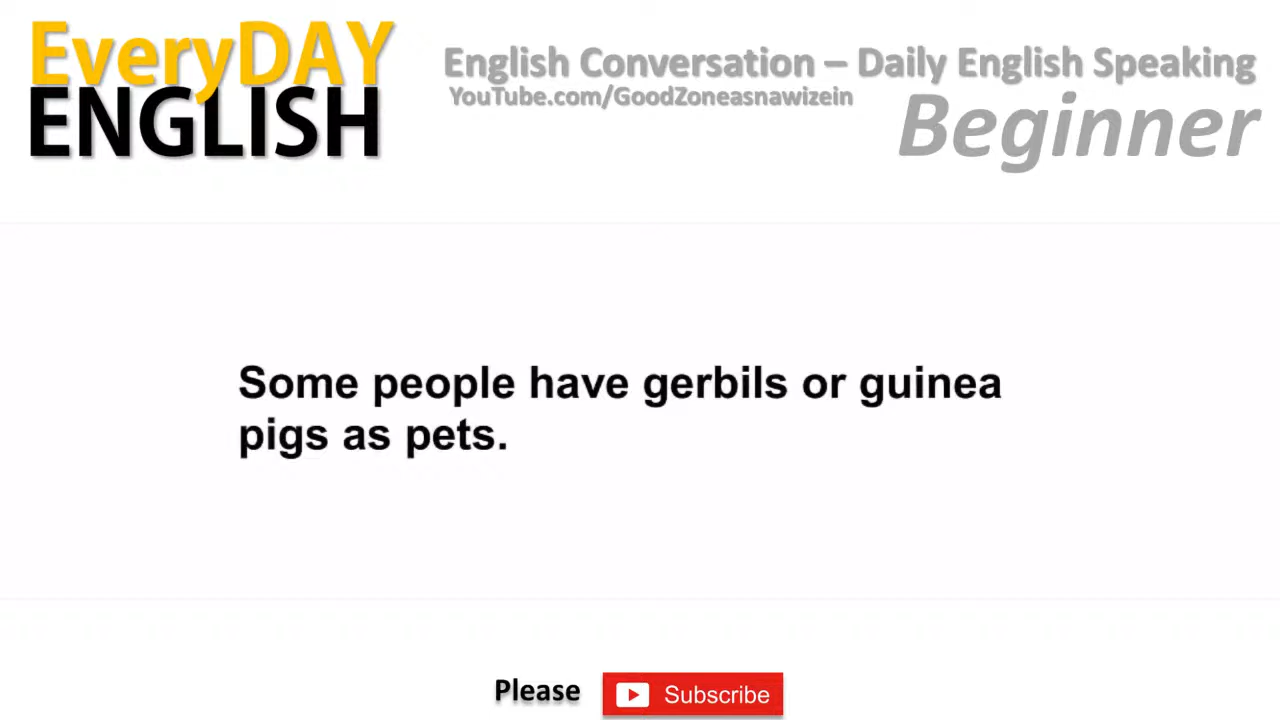 EveryDAY
ENGLISH
English Conversation – Daily English Speaking
YouTube.com/GoodZoneasnawizein
Beginner
Some people have gerbils or guinea
pigs as pets.
Please Subscribe